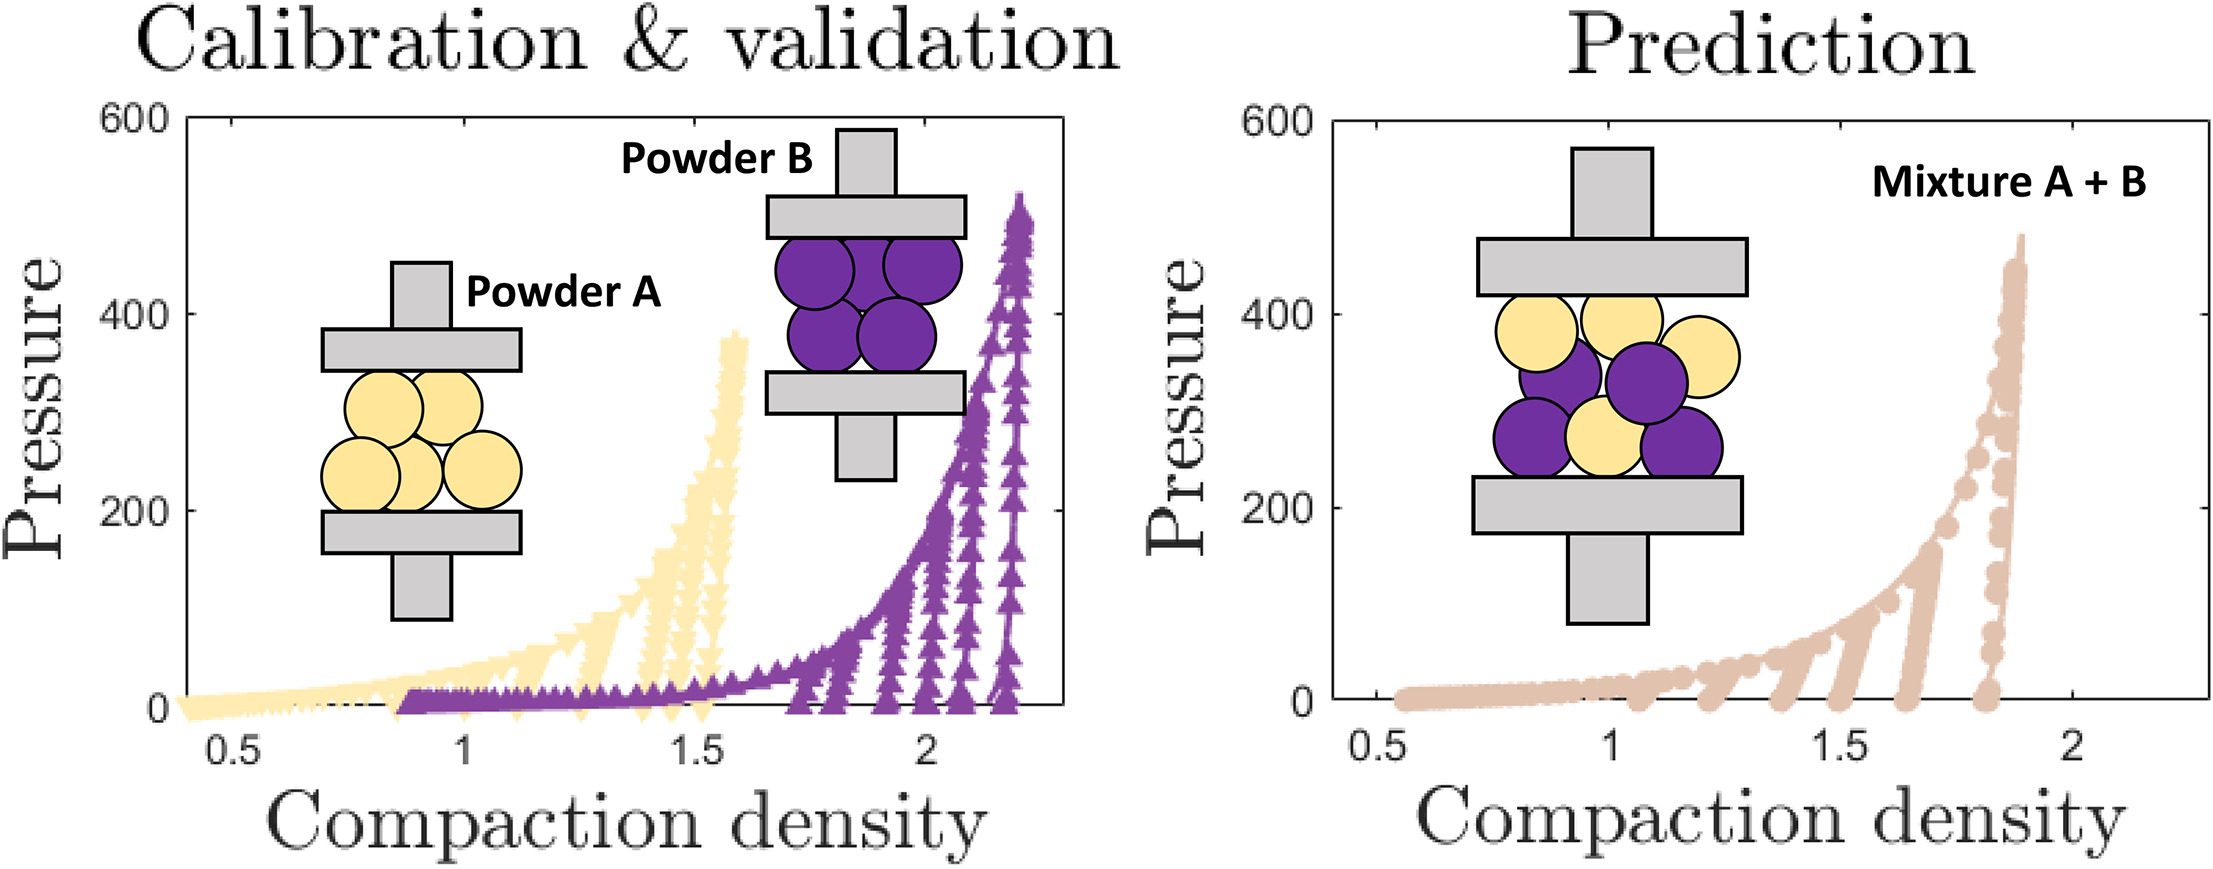 Calibration & validation
600
400
200
0
Pressure
Powder A
Powder B
0.5 1 1.5 2
Compaction density
Prediction
600
400
200
0
Pressure
Mixture A + B
0.5 1 1.5 2
Compaction density